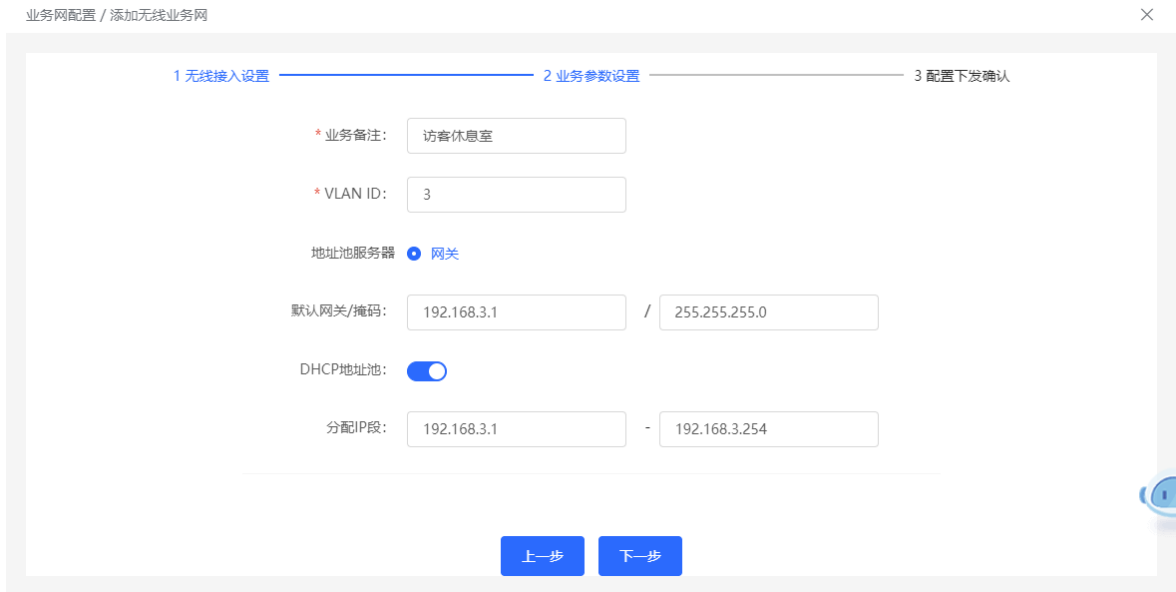 业务网配置 / 添加无线业务网
1 无线接入设置 2 业务参数设置 3 配置下发确认
* 业务备注： 访客休息室
* VLAN ID： 3
地址池服务器 网关
默认网关/掩码： 192.168.3.1 / 255.255.255.0
DHCP地址池：
分配IP段： 192.168.3.1 - 192.168.3.254
上一步 下一步